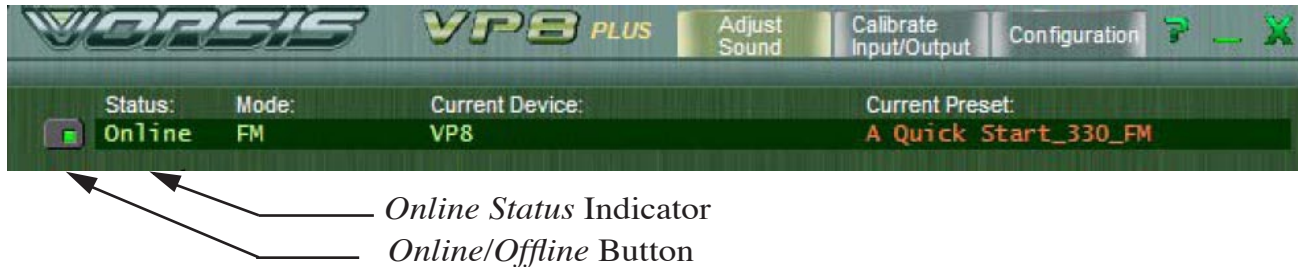 VORSIS VP8 PLUS Adjust Sound Calibrate Input/Output Configuration ? _ X
Status: Mode: Current Device: Current Preset:
Online FM VP8 A Quick Start_330_FM
Online Status Indicator
Online/Offline Button